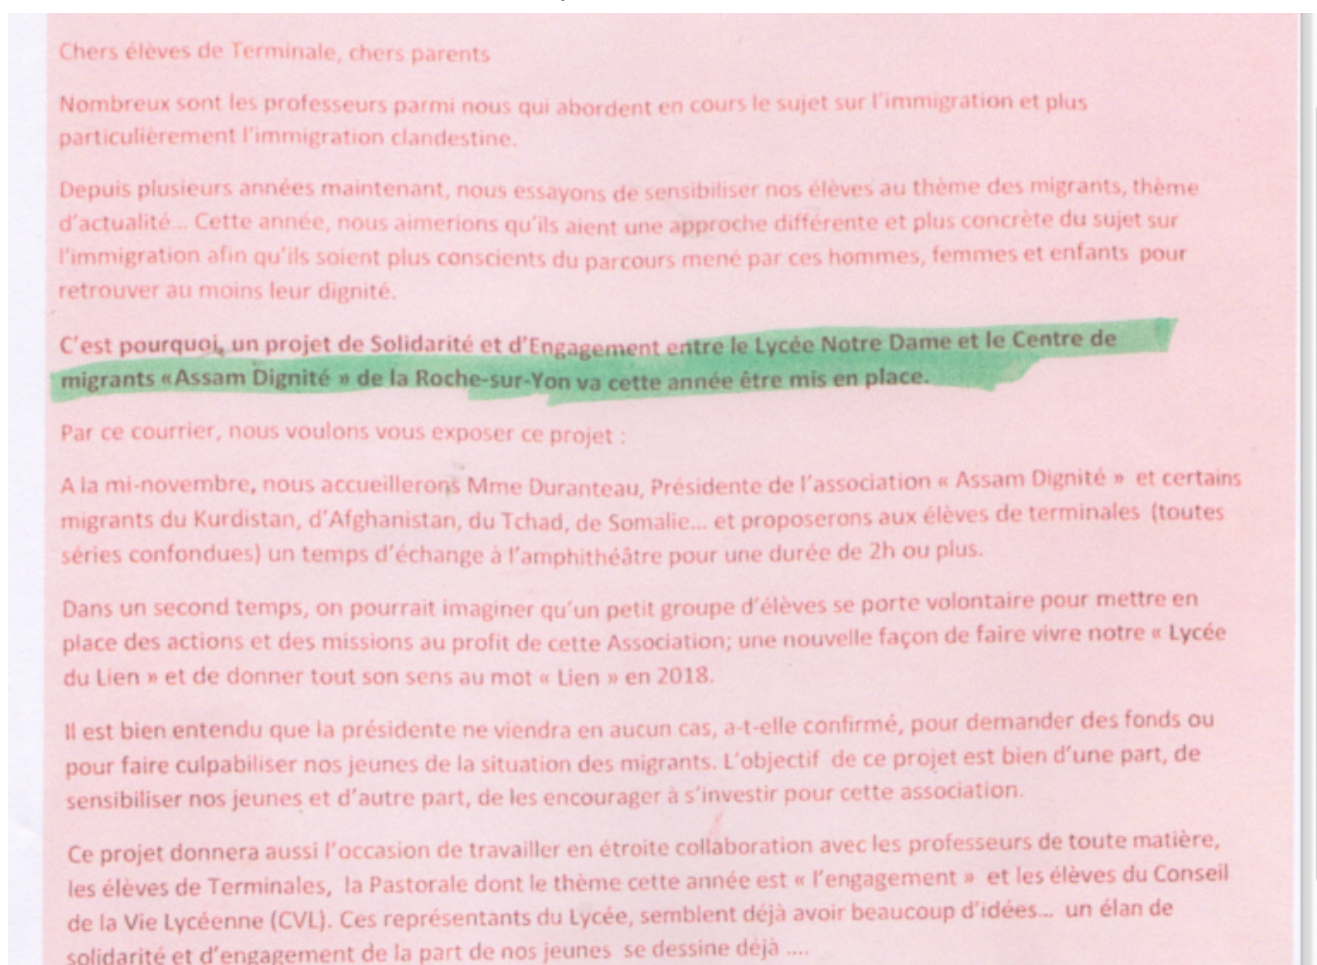 Chers élèves de Terminale, chers parents
Nombreux sont les professeurs parmi nous qui abordent en cours le sujet sur l'immigration et plus
particulièrement l'immigration clandestine.
Depuis plusieurs années maintenant, nous essayons de sensibiliser nos élèves au thème des migrants, thème
d'actualité... Cette année, nous aimerions qu'ils aient une approche différente et plus concrète du sujet sur
l'immigration afin qu'ils soient plus conscients du parcours mené par ces hommes, femmes et enfants pour
retrouver au moins leur dignité.
C'est pourquoi, un projet de Solidarité et d'Engagement entre le Lycée Notre Dame et le Centre de
migrants «Assam Dignité » de la Roche-sur-Yon va cette année être mis en place.
Par ce courrier, nous voulons vous exposer ce projet :
A la mi-novembre, nous accueillerons Mme Duranteau, Présidente de l'association « Assam Dignité » et certains
migrants du Kurdistan, d'Afghanistan, du Tchad, de Somalie... et proposerons aux élèves de terminales (toutes
séries confondues) un temps d'échange à l'amphithéâtre pour une durée de 2h ou plus.
Dans un second temps, on pourrait imaginer qu'un petit groupe d'élèves se porte volontaire pour mettre en
place des actions et des missions au profit de cette Association; une nouvelle façon de faire vivre notre « Lycée
du Lien » et de donner tout son sens au mot « Lien » en 2018.
Il est bien entendu que la présidente ne viendra en aucun cas, a-t-elle confirmé, pour demander des fonds ou
pour faire culpabiliser nos jeunes de la situation des migrants. L'objectif de ce projet est bien d'une part, de
sensibiliser nos jeunes et d'autre part, de les encourager à s'investir pour cette association.
Ce projet donnera aussi l'occasion de travailler en étroite collaboration avec les professeurs de toute matière,
les élèves de Terminales, la Pastorale dont le thème cette année est « l'engagement » et les élèves du Conseil
de la Vie Lycéenne (CVL). Ces représentants du Lycée, semblent déjà avoir beaucoup d'idées... un élan de
solidarité et d'engagement de la part de nos jeunes se dessine déjà ....